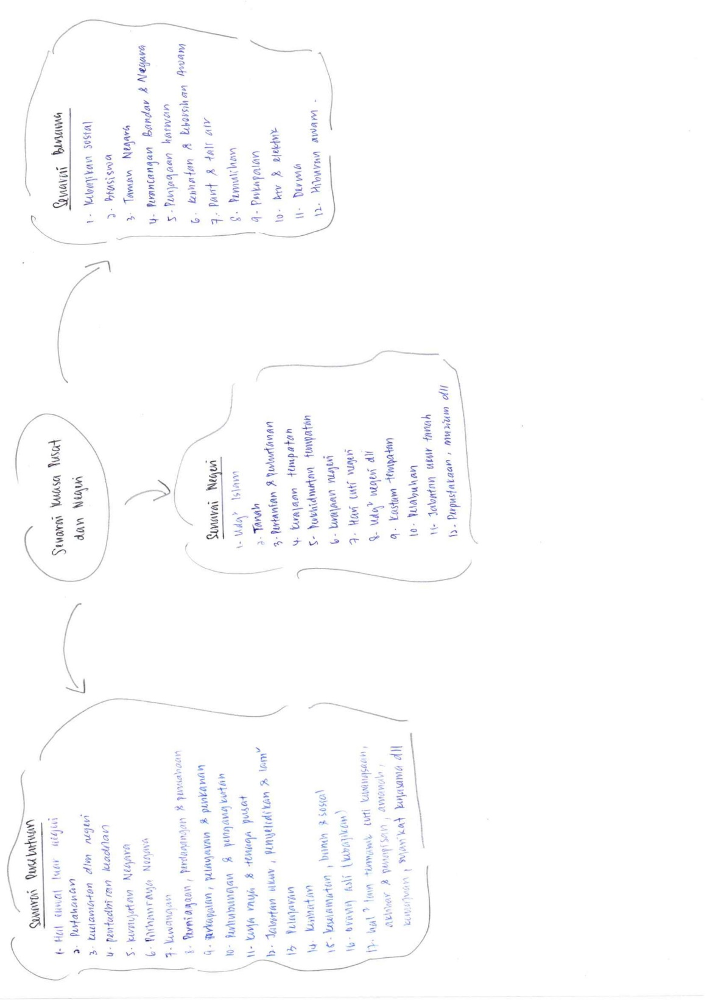 Senarai Kuasa Pusat
dan Negeri
Senarai Persekutuan
1. Hal ehwal luar negeri
2. Pertahanan
3. Keselamatan dlm negeri
4. Pentadbiran keadilan
5. Kerakyatan Negara
6. Pilihanraya Negara
7. Kewangan
8. Perniagaan, perdagangan & perusahaan
9. Perkapalan, pelayaran & perikanan
10. Perhubungan & pengangkutan
11. Kerja raya & tenaga pusat
12. Jabatan ukur, penyelidikan & lain²
13. Pelajaran
14. Kesihatan
15. Keselamatan, buruh & sosial
16. Orang asli (kebajikan)
17. hal² lain termasuk cuti kebangsaan,
akhbar & penapisan, amanah,
kemajuan, syarikat kerjasama dll
Senarai Negeri
1. Udg² Islam
2. Tanah
3. Pertanian & Perhutanan
4. Kerajaan tempatan
5. Perkhidmatan tempatan
6. Kerajaan negeri
7. Hari cuti negeri
8. Udg² negeri dll
9. Kastam tempatan
10. Pelabuhan
11. Jabatan ukur tanah
12. Perpustakaan, muzium dll
Senarai Bersama
1. Kebajikan sosial
2. Biasiswa
3. Taman Negara
4. Perancangan Bandar & Negara
5. Penjagaan haiwan
6. Kesihatan & kebersihan Awam
7. Parit & tali air
8. Pemulihan
9. Perkapalan
10. Air & elektrik
11. Derma
12. Hiburan awam.